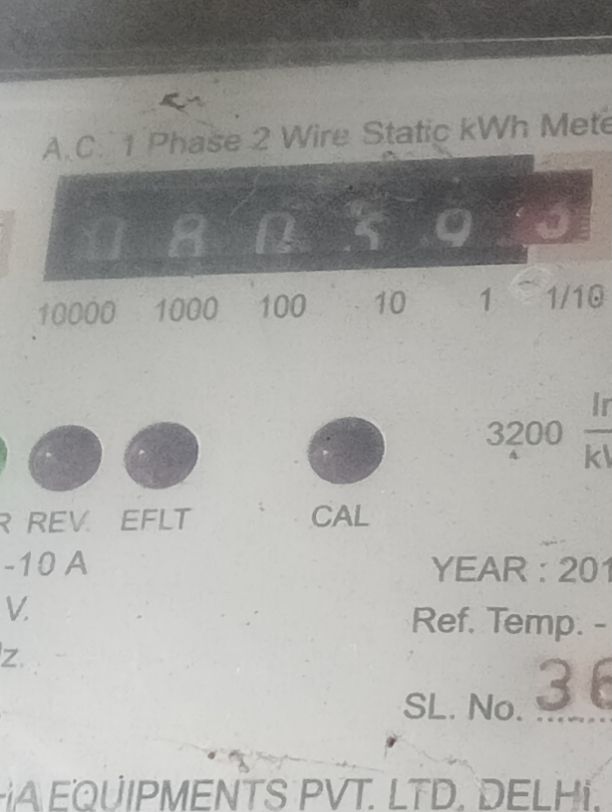 A.C. 1 Phase 2 Wire Static kWh Mete
10000 1000 100 10 1 1/10
3200
REV. EFLT CAL
-10 A
YEAR : 201
V.
Ref. Temp. -
z.
SL. No. 36
EQUIPMENTS PVT. LTD. DELHI.